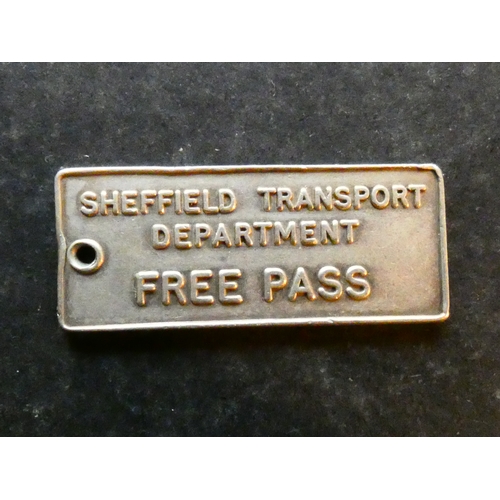 SHEFFIELD TRANSPORT
DEPARTMENT
FREE PASS